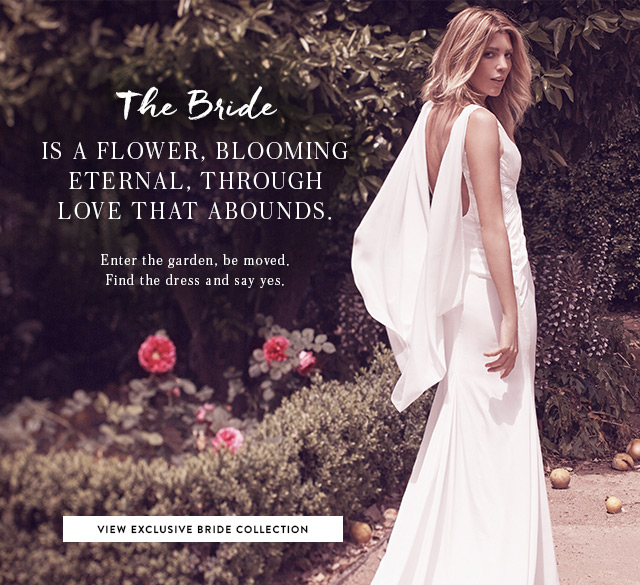 The Bride
IS A FLOWER, BLOOMING
ETERNAL, THROUGH
LOVE THAT ABOUNDS.
Enter the garden, be moved.
Find the dress and say yes.
VIEW EXCLUSIVE BRIDE COLLECTION